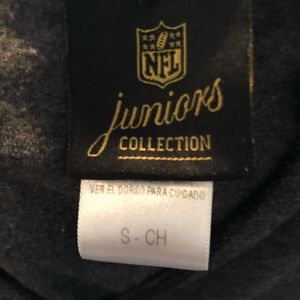 NFL
juniors
COLLECTION
VER EL DORSO PARA CUIDADO
S - CH